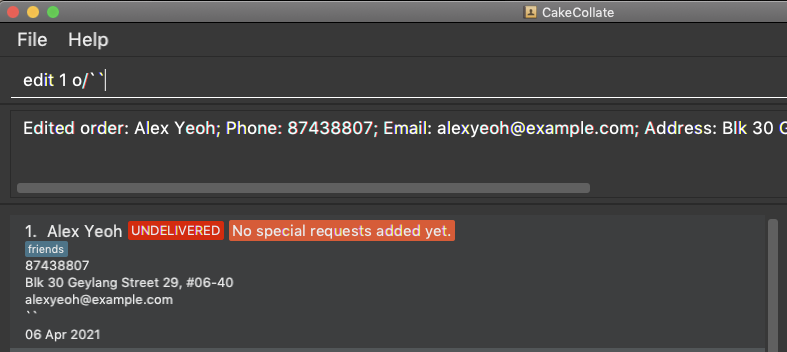 CakeCollate
File Help
edit 1 o/``
Edited order: Alex Yeoh; Phone: 87438807; Email: alexyeoh@example.com; Address: Blk 30 G
1. Alex Yeoh UNDELIVERED No special requests added yet.
friends
87438807
Blk 30 Geylang Street 29, #06-40
alexyeoh@example.com
``
06 Apr 2021